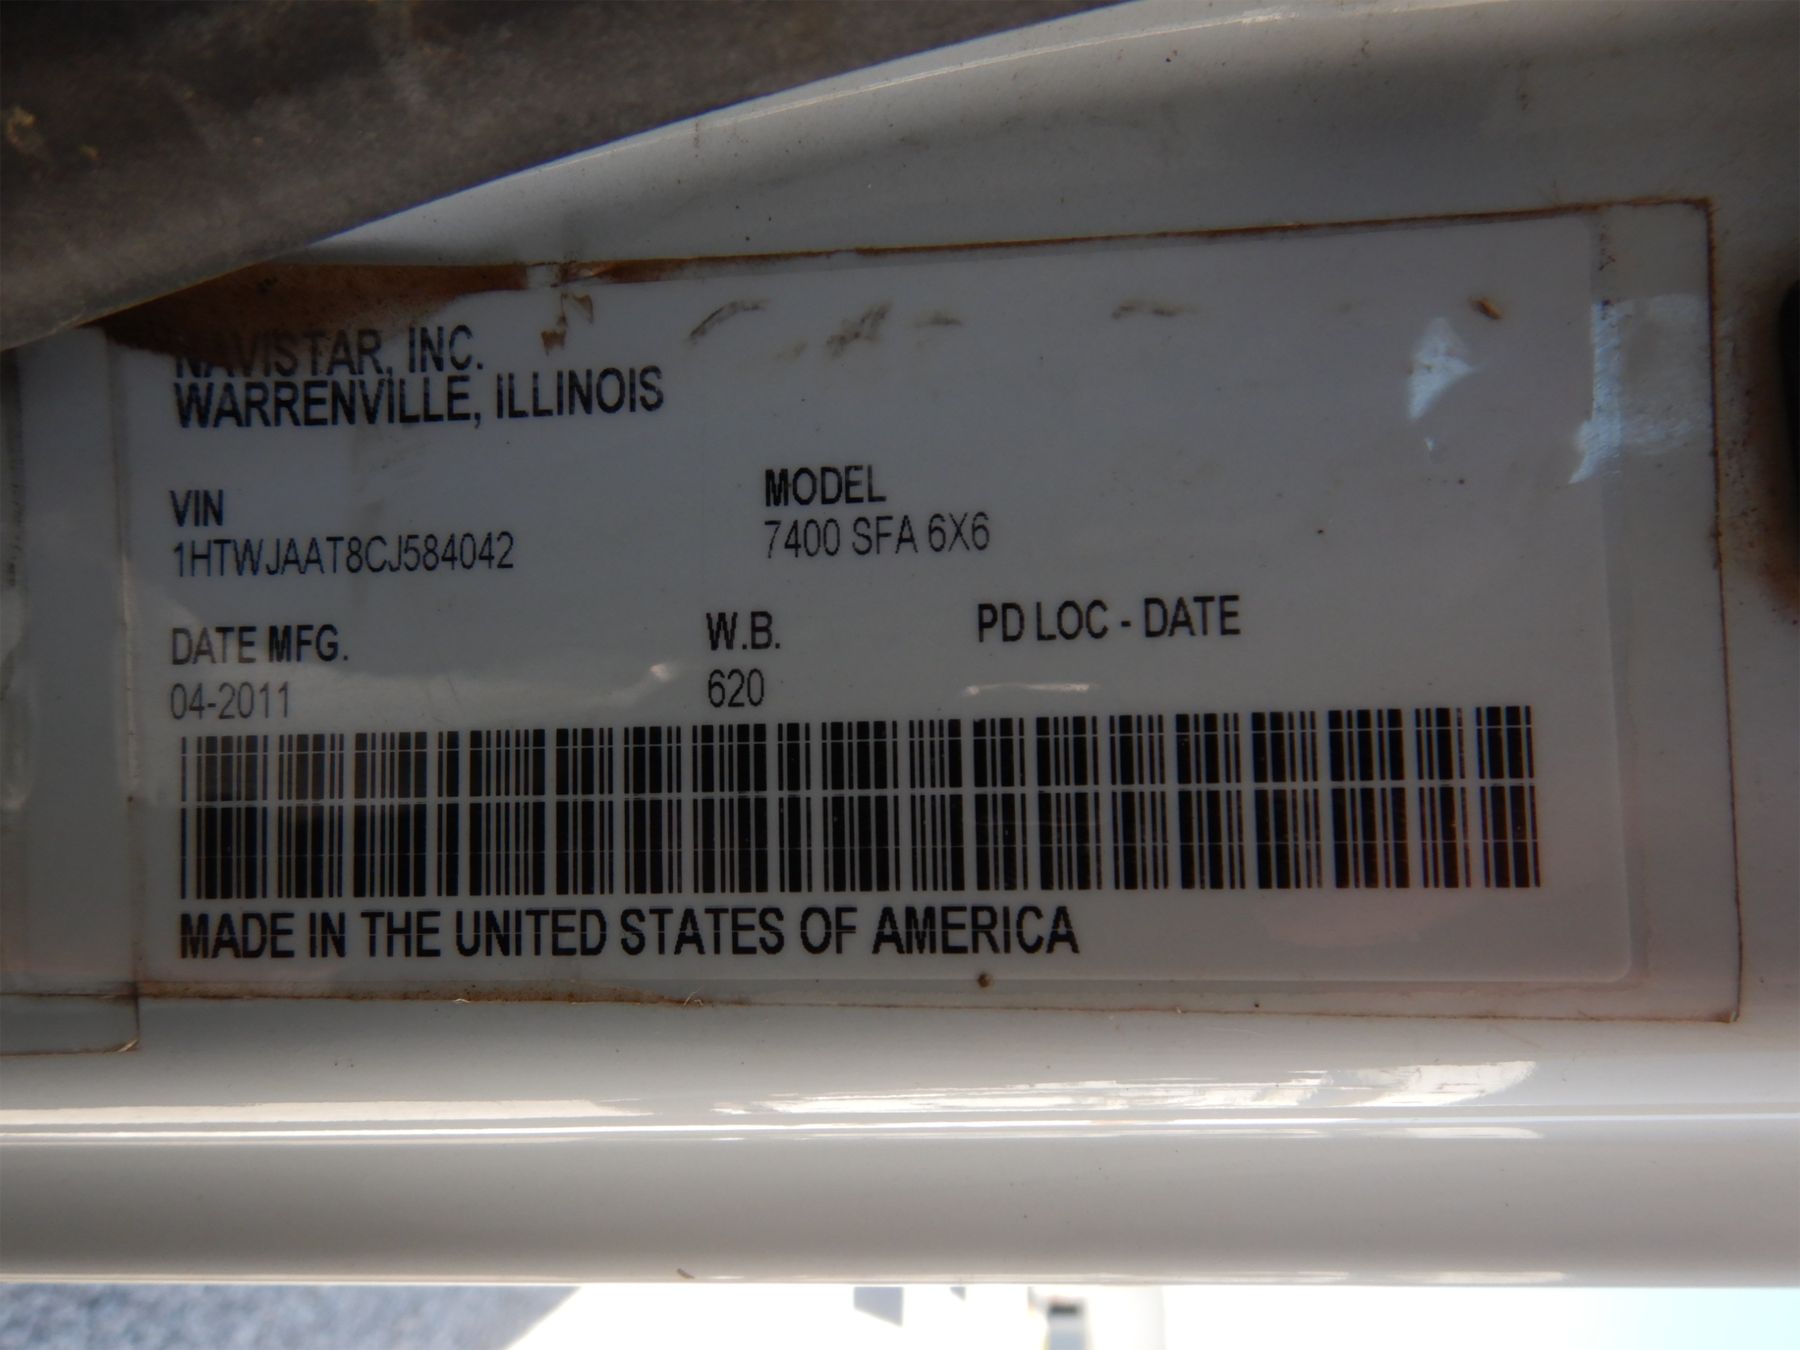 NAVISTAR, INC.
WARRENVILLE, ILLINOIS
VIN
1HTWJAAT8CJ584042
MODEL
7400 SFA 6X6
DATE MFG.
04-2011
W.B.
620
PD LOC - DATE
MADE IN THE UNITED STATES OF AMERICA